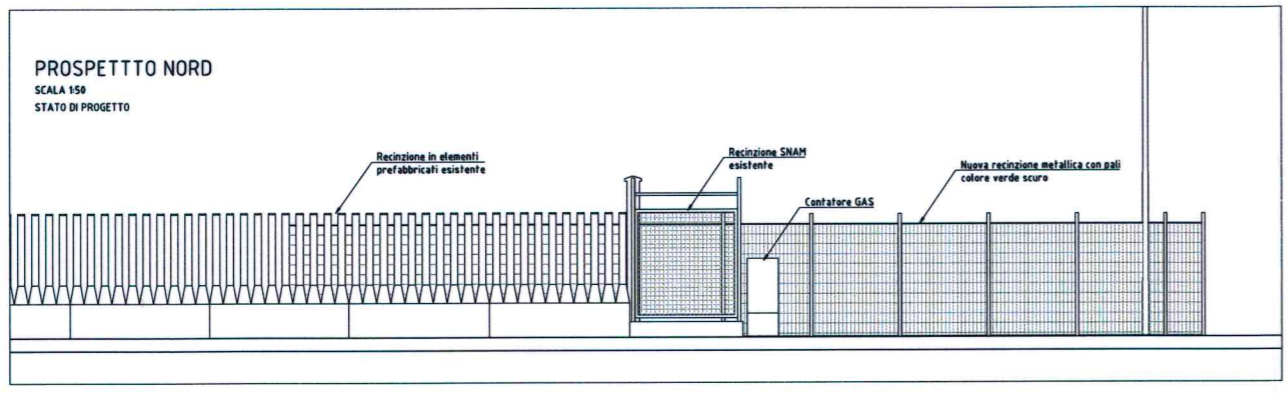 PROSPETTTO NORD
SCALA 1:50
STATO DI PROGETTO
Recinzione in elementi
prefabbricati esistente
Recinzione SNAM
esistente
Contatore GAS
Nuova recinzione metallica con pali
colore verde scuro